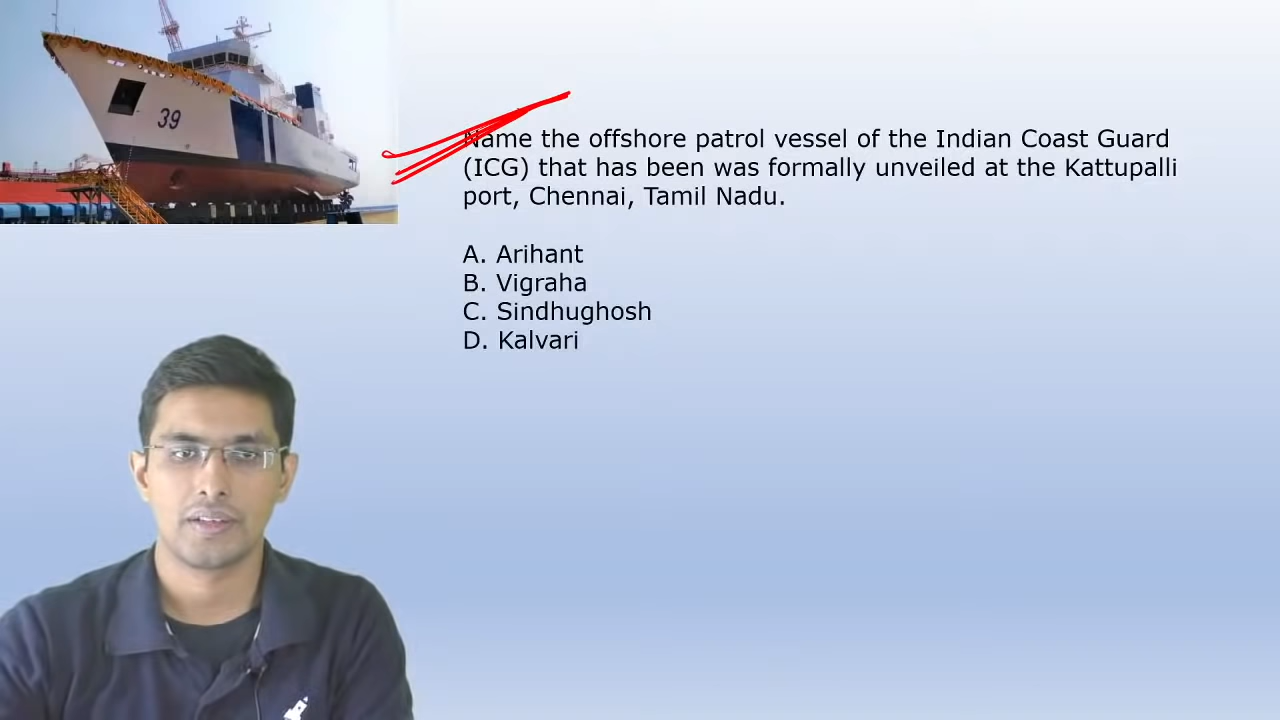 39
Name the offshore patrol vessel of the Indian Coast Guard
(ICG) that has been was formally unveiled at the Kattupalli
port, Chennai, Tamil Nadu.
A. Arihant
B. Vigraha
C. Sindhughosh
D. Kalvari